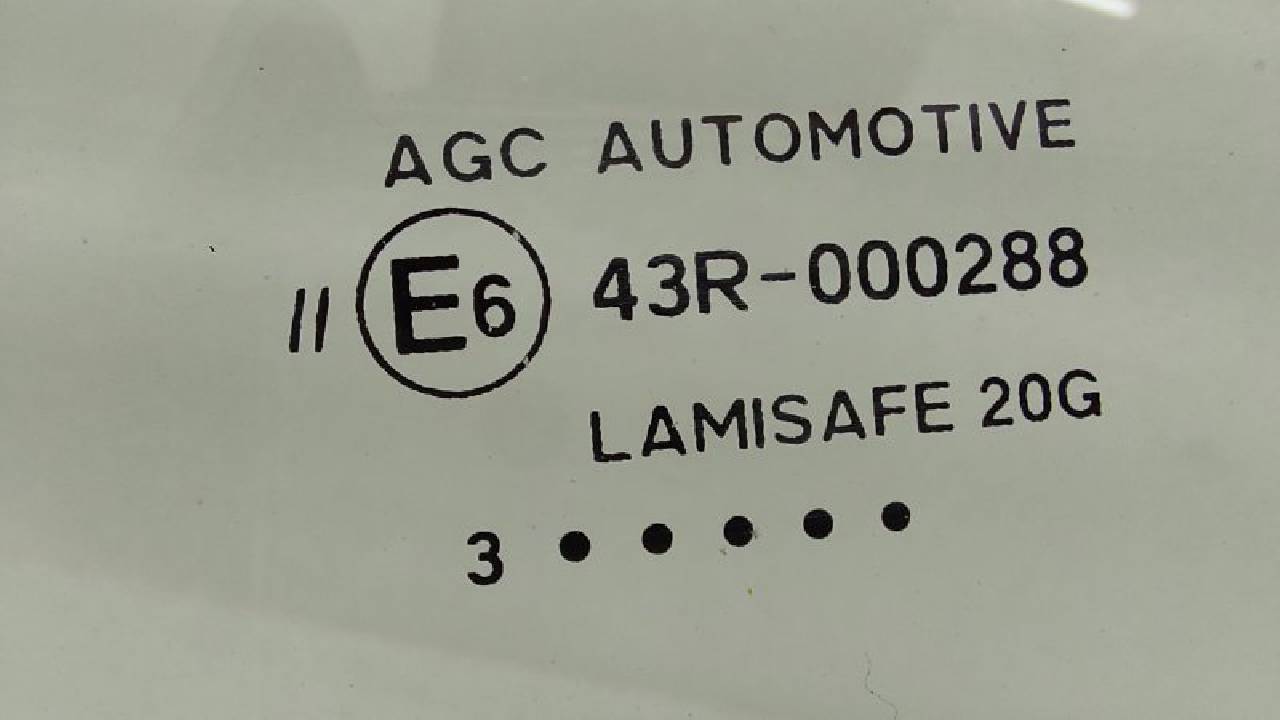 AGC AUTOMOTIVE
II E6 43R-000288
LAMISAFE 20G
3 • • • • •